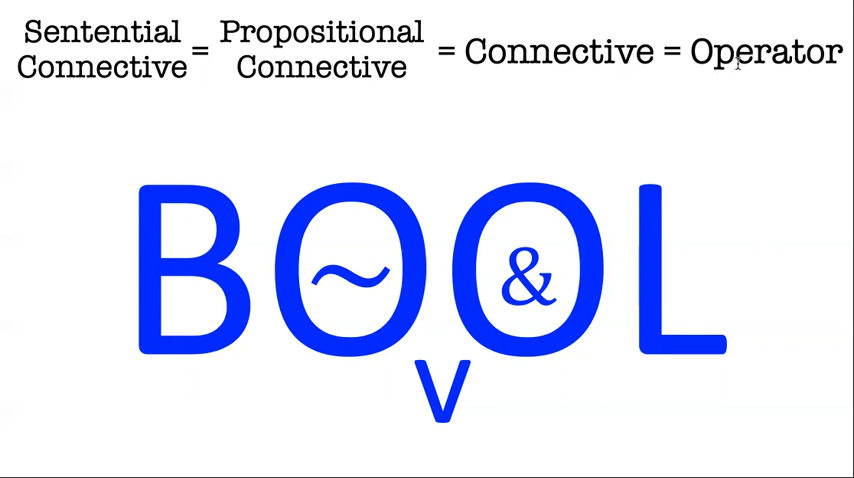 Sentential Connective = Propositional Connective = Connective = Operator
BOOL
~ &
v